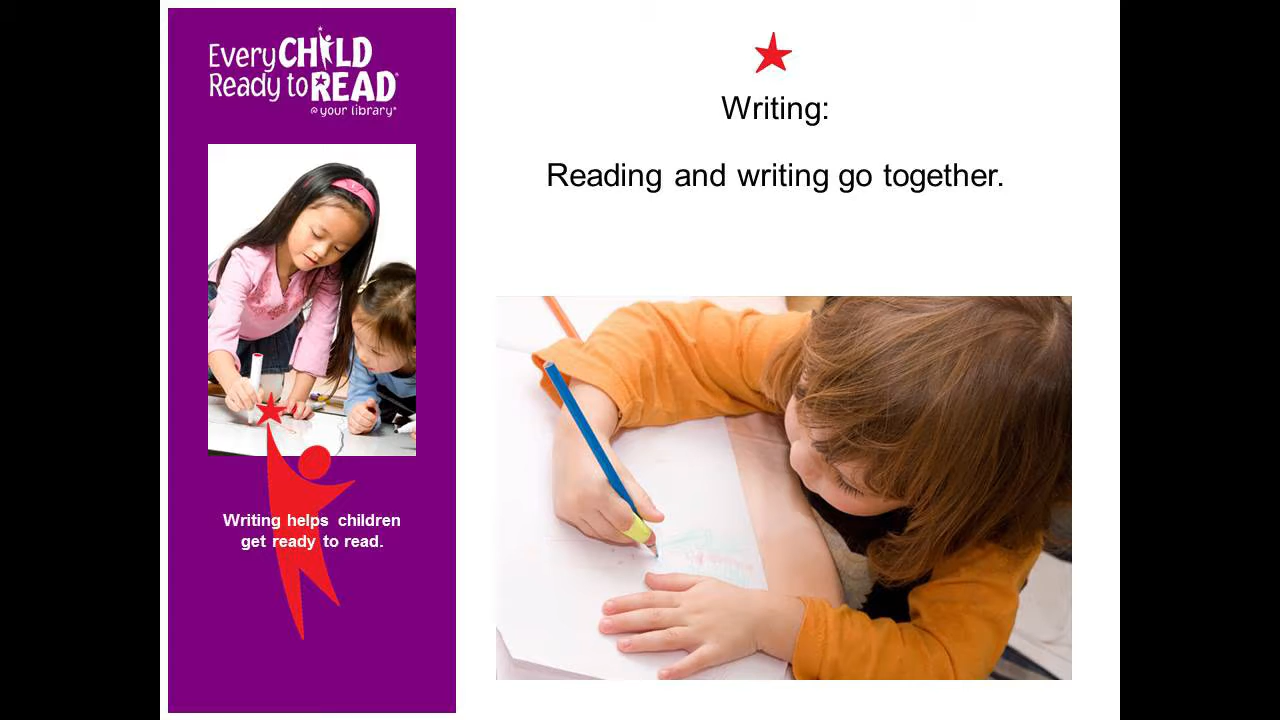 Every CHILD
Ready to READ®
@ your library®
Writing helps children
get ready to read.
Writing:
Reading and writing go together.